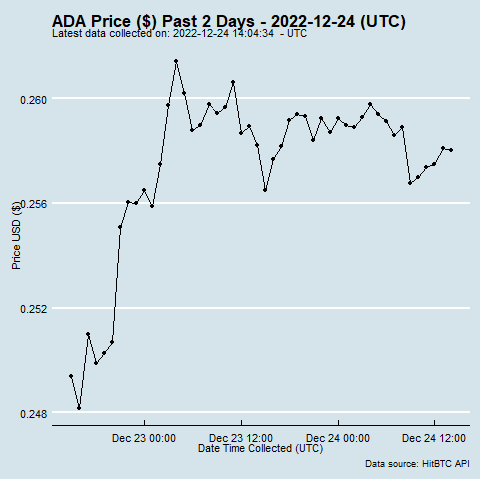 ADA Price ($) Past 2 Days - 2022-12-24 (UTC)
Latest data collected on: 2022-12-24 14:04:34  - UTC
0.260
0.256
Price USD ($)
0.252
0.248
Dec 23 00:00 Dec 23 12:00 Dec 24 00:00 Dec 24 12:00
Date Time Collected (UTC)
Data source: HitBTC API